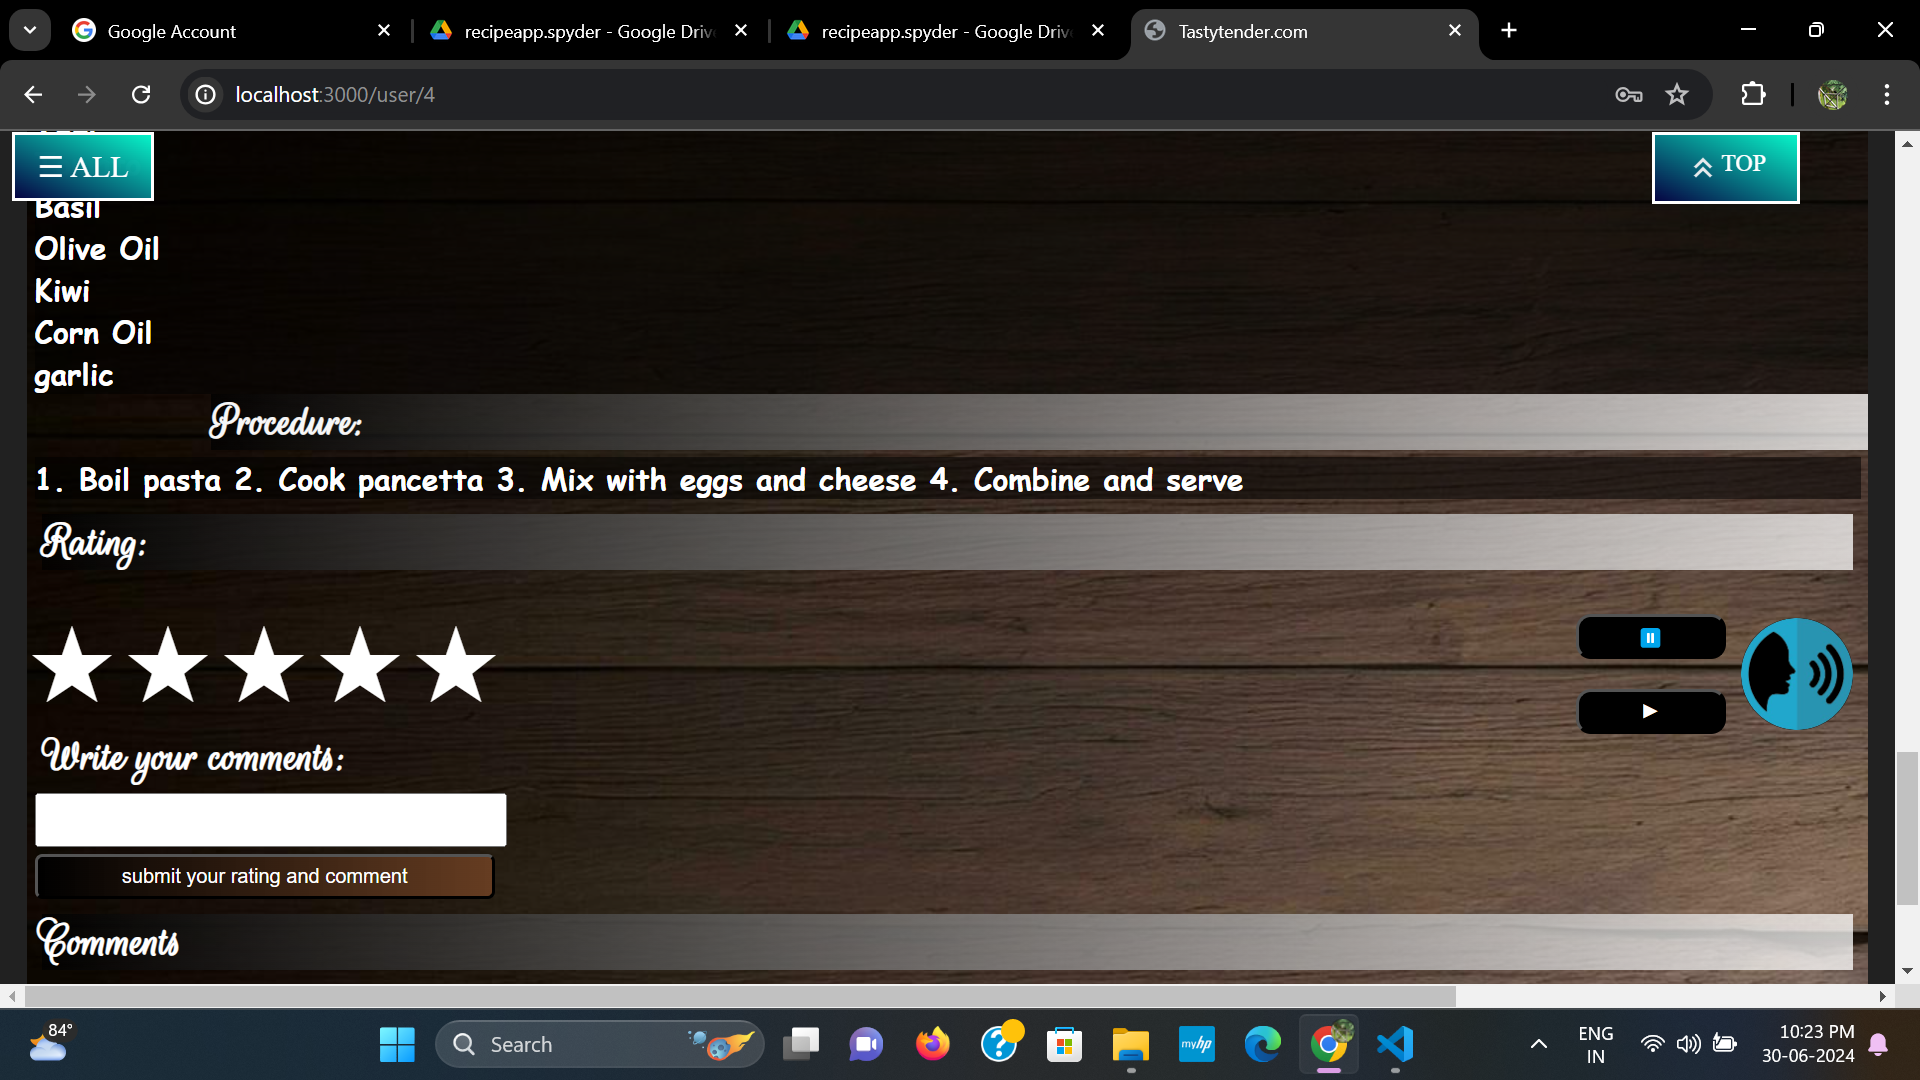 Google Account
recipeapp.spyder - Google Driv
recipeapp.spyder - Google Driv
Tastytender.com
localhost:3000/user/4
☰ ALL
TOP
Basil
Olive Oil
Kiwi
Corn Oil
garlic
Procedure:
1. Boil pasta 2. Cook pancetta 3. Mix with eggs and cheese 4. Combine and serve
Rating:
Write your comments:
submit your rating and comment
Comments
84°
Search
myhp
ENG
IN
10:23 PM
30-06-2024